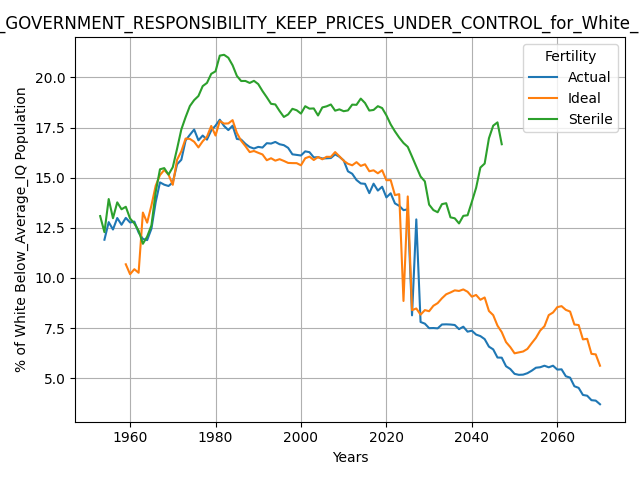 _GOVERNMENT_RESPONSIBILITY_KEEP_PRICES_UNDER_CONTROL_for_White_
Fertility
Actual
Ideal
Sterile
% of White Below_Average_IQ Population
20.0
17.5
15.0
12.5
10.0
7.5
5.0
1960
1980
2000
2020
2040
2060
Years